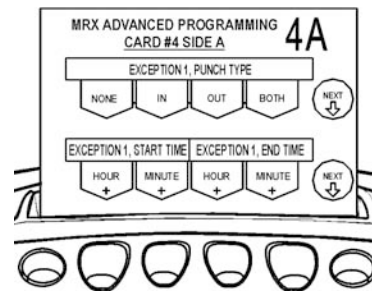 MRX ADVANCED PROGRAMMING
CARD #4 SIDE A
4A
EXCEPTION 1, PUNCH TYPE
NONE IN OUT BOTH NEXT
EXCEPTION 1, START TIME EXCEPTION 1, END TIME
HOUR + MINUTE + HOUR + MINUTE + NEXT